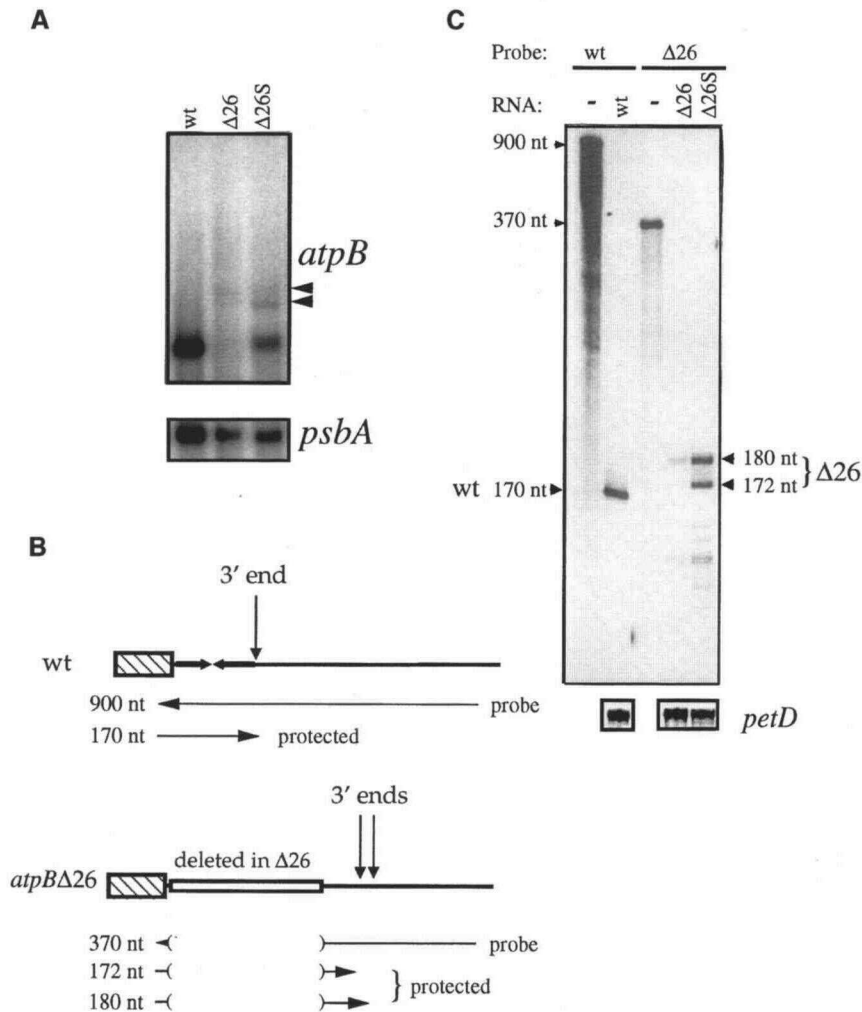 A
wt
Δ26
Δ26S
atpB
psbA
B
3′ end
wt
900 nt
probe
170 nt
protected
3′ ends
deleted in Δ26
atpBΔ26
370 nt
probe
172 nt
180 nt
} protected
C
Probe: wt Δ26
RNA: - wt - Δ26 Δ26S
900 nt
370 nt
180 nt
172 nt
} Δ26
wt 170 nt
petD